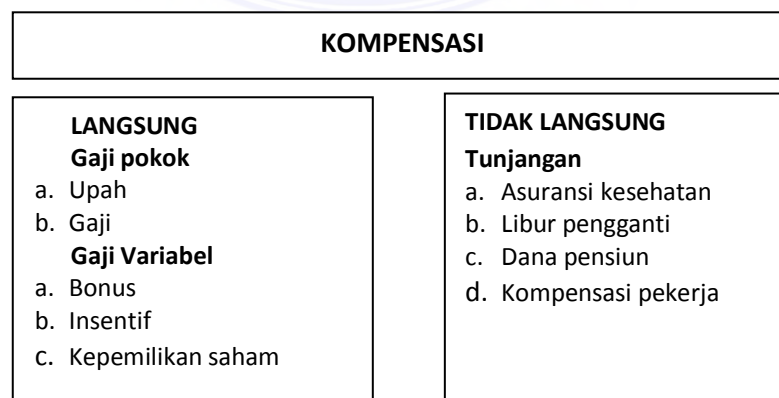 KOMPENSASI
LANGSUNG
Gaji pokok
a. Upah
b. Gaji
Gaji Variabel
a. Bonus
b. Insentif
c. Kepemilikan saham
TIDAK LANGSUNG
Tunjangan
a. Asuransi kesehatan
b. Libur pengganti
c. Dana pensiun
d. Kompensasi pekerja